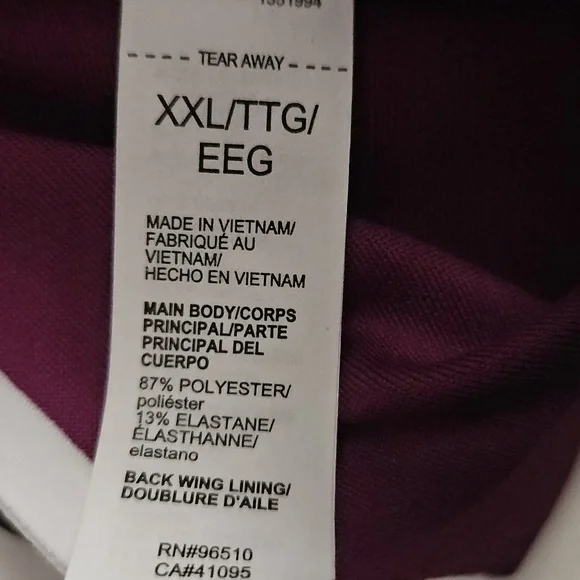 1351994
- - - - TEAR AWAY - - - -
XXL/TTG/
EEG
MADE IN VIETNAM/
FABRIQUÉ AU
VIETNAM/
HECHO EN VIETNAM
MAIN BODY/CORPS
PRINCIPAL/PARTE
PRINCIPAL DEL
CUERPO
87% POLYESTER/
poliéster
13% ELASTANE/
ÉLASTHANNE/
elastano
BACK WING LINING/
DOUBLURE D'AILE
RN#96510
CA#41095